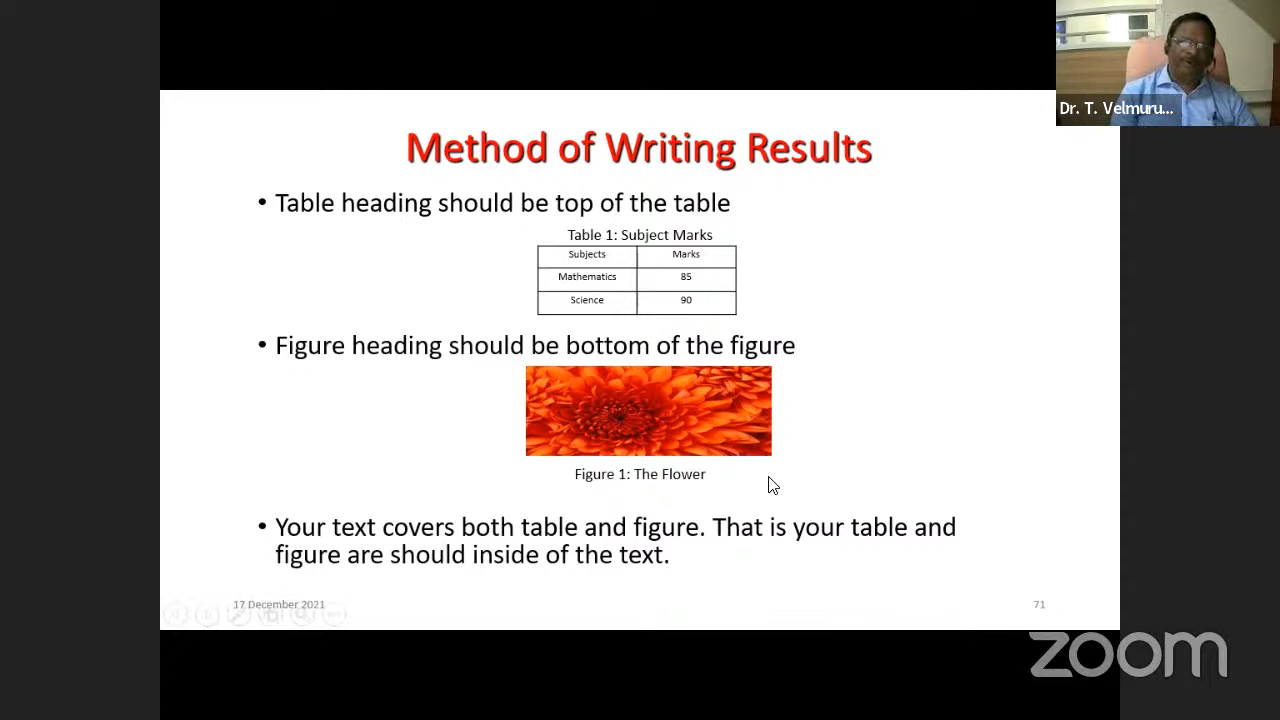 Dr. T. Velmuru...
Method of Writing Results
• Table heading should be top of the table
Table 1: Subject Marks
Subjects Marks
Mathematics 85
Science 90
• Figure heading should be bottom of the figure
Figure 1: The Flower
• Your text covers both table and figure. That is your table and
figure are should inside of the text.
17 December 2021 71
zoom